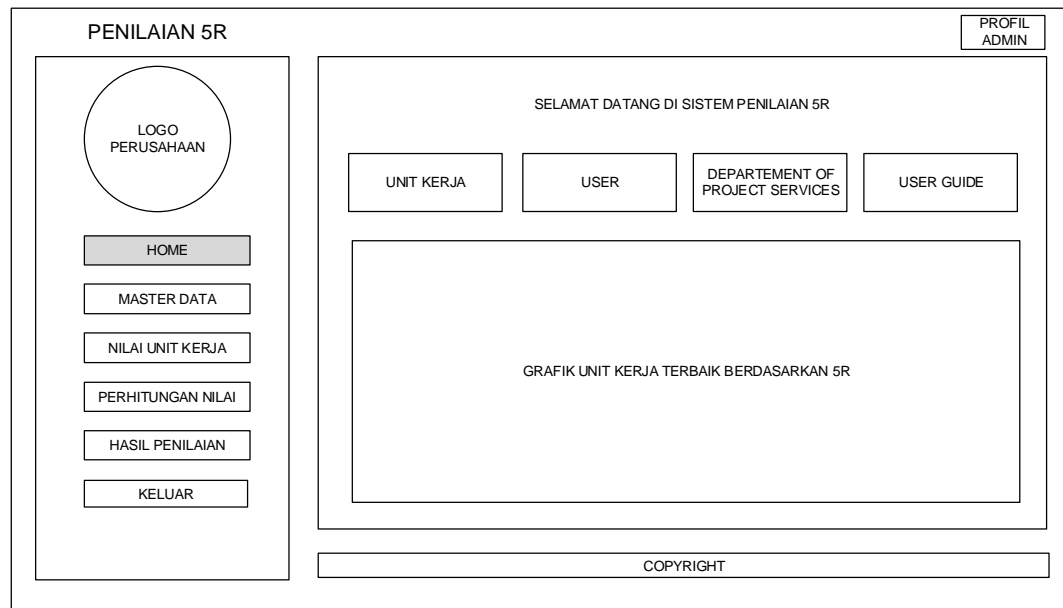 PENILAIAN 5R
PROFIL
ADMIN
LOGO
PERUSAHAAN
HOME
MASTER DATA
NILAI UNIT KERJA
PERHITUNGAN NILAI
HASIL PENILAIAN
KELUAR
SELAMAT DATANG DI SISTEM PENILAIAN 5R
UNIT KERJA
USER
DEPARTEMENT OF
PROJECT SERVICES
USER GUIDE
GRAFIK UNIT KERJA TERBAIK BERDASARKAN 5R
COPYRIGHT